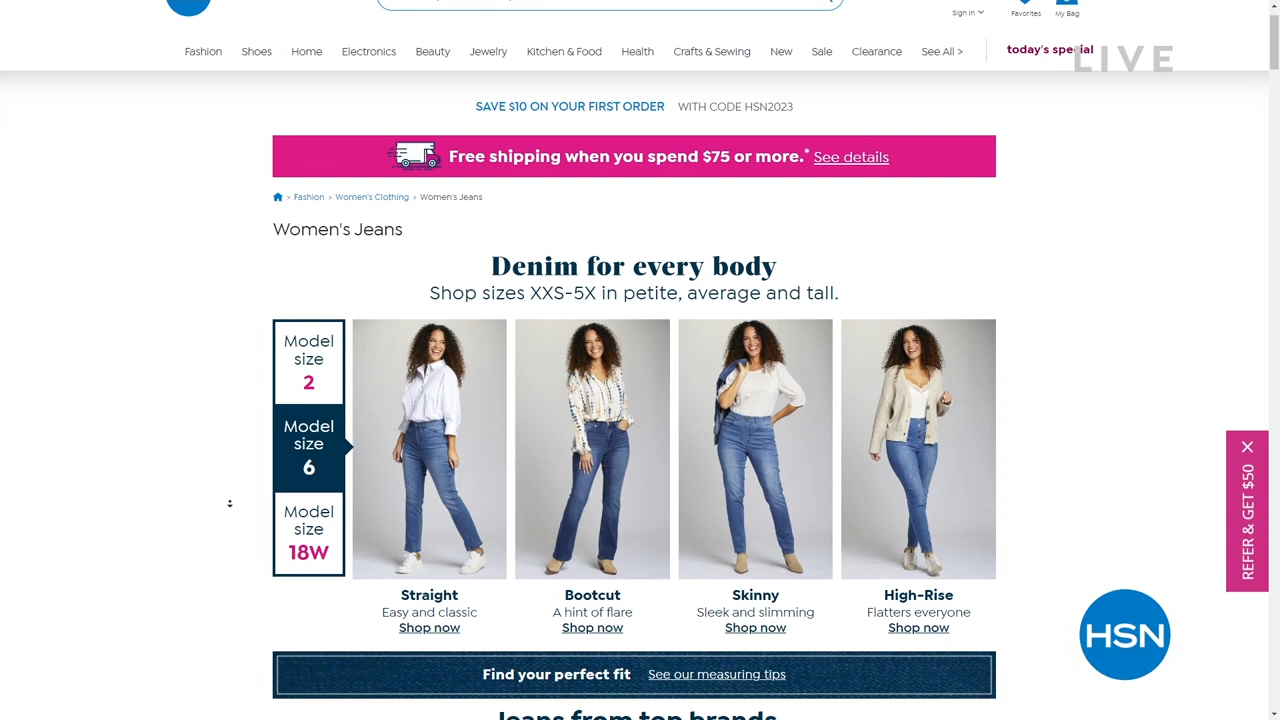 Sign In
Favorites
My Bag
Fashion Shoes Home Electronics Beauty Jewelry Kitchen & Food Health Crafts & Sewing New Sale Clearance See All > today's special
LIVE
SAVE $10 ON YOUR FIRST ORDER WITH CODE HSN2023
Free shipping when you spend $75 or more.* See details
> Fashion > Women's Clothing > Women's Jeans
Women's Jeans
Denim for every body
Shop sizes XXS-5X in petite, average and tall.
Model
size
2
Model
size
6
Model
size
18W
Straight
Easy and classic
Shop now
Bootcut
A hint of flare
Shop now
Skinny
Sleek and slimming
Shop now
High-Rise
Flatters everyone
Shop now
REFER & GET $50
HSN
Find your perfect fit See our measuring tips
Jeans from top brands